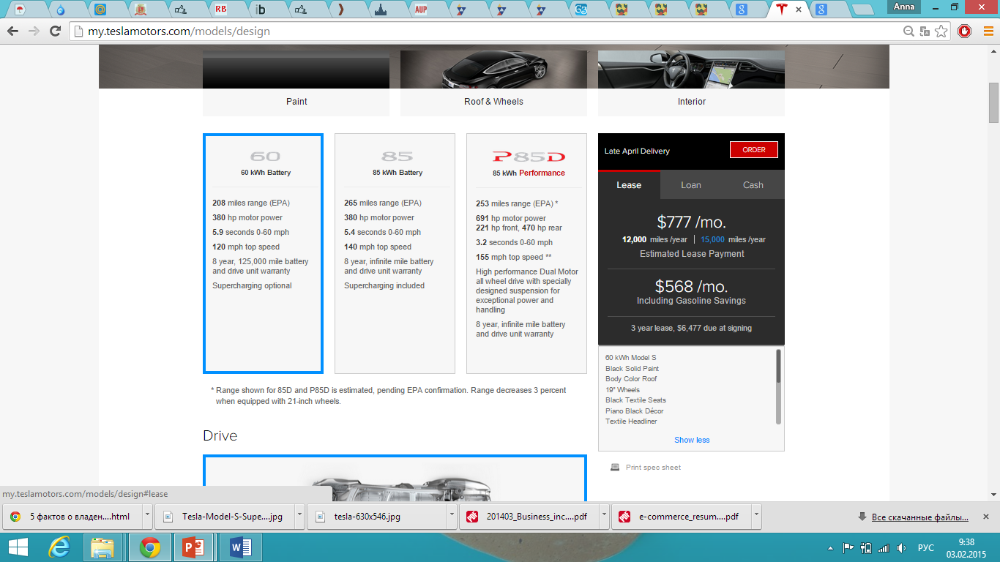 RB
ib
AUP
Anna
my.teslamotors.com/models/design
Paint
Roof & Wheels
Interior
60
60 kWh Battery
208 miles range (EPA)
380 hp motor power
5.9 seconds 0-60 mph
120 mph top speed
8 year, 125,000 mile battery
and drive unit warranty
Supercharging optional
85
85 kWh Battery
265 miles range (EPA)
380 hp motor power
5.4 seconds 0-60 mph
140 mph top speed
8 year, infinite mile battery
and drive unit warranty
Supercharging included
P85D
85 kWh Performance
253 miles range (EPA) *
691 hp motor power
221 hp front, 470 hp rear
3.2 seconds 0-60 mph
155 mph top speed **
High performance Dual Motor
all wheel drive with specially
designed suspension for
exceptional power and
handling
8 year, infinite mile battery
and drive unit warranty
Late April Delivery
ORDER
Lease Loan Cash
$777 /mo.
12,000 miles /year | 15,000 miles /year
Estimated Lease Payment
$568 /mo.
Including Gasoline Savings
3 year lease, $6,477 due at signing
60 kWh Model S
Black Solid Paint
Body Color Roof
19" Wheels
Black Textile Seats
Piano Black Décor
Textile Headliner
Show less
Print spec sheet
* Range shown for 85D and P85D is estimated, pending EPA confirmation. Range decreases 3 percent
when equipped with 21-inch wheels.
Drive
my.teslamotors.com/models/design#lease
5 фактов о владен....html
Tesla-Model-S-Supe....jpg
tesla-630x546.jpg
201403_Business_inc....pdf
e-commerce_resum....pdf
Все скачанные файлы...
РУС
9:38
03.02.2015